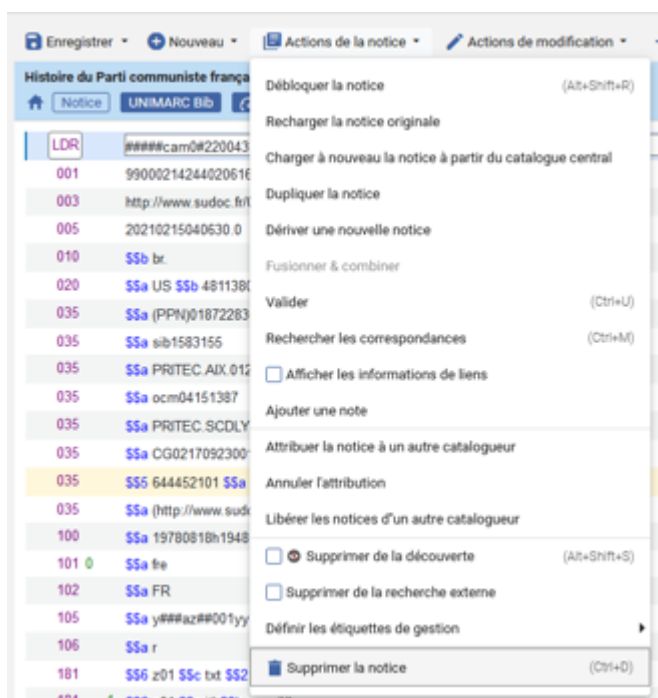 Enregistrer Nouveau Actions de la notice Actions de modification
Histoire du Parti communiste frança
Notice UNIMARC Bib
LDR #####cam0#220043
001 99000214244020616
003 http://www.sudoc.fr/
005 20210215040630.0
010 $$b br.
020 $$a US $$b 4811380
035 $$a (PPN)01872283
035 $$a sib1583155
035 $$a PRITEC.AIX.012
035 $$a ocm04151387
035 $$a PRITEC.SCDLY
035 $$a CG0217092300
035 $$5 644452101 $$a
035 $$a (http://www.sud
100 $$a 19780818h1948
101 0 $$a fre
102 $$a FR
105 $$a y###az##001yy
106 $$a r
181 $$6 z01 $$c txt $$2
Débloquer la notice (Alt+Shift+R)
Recharger la notice originale
Charger à nouveau la notice à partir du catalogue central
Dupliquer la notice
Dériver une nouvelle notice
Fusionner & combiner
Valider (Ctrl+U)
Rechercher les correspondances (Ctrl+M)
Afficher les informations de liens
Ajouter une note
Attribuer la notice à un autre catalogueur
Annuler l'attribution
Libérer les notices d'un autre catalogueur
Supprimer de la découverte (Alt+Shift+S)
Supprimer de la recherche externe
Définir les étiquettes de gestion
Supprimer la notice (Ctrl+D)